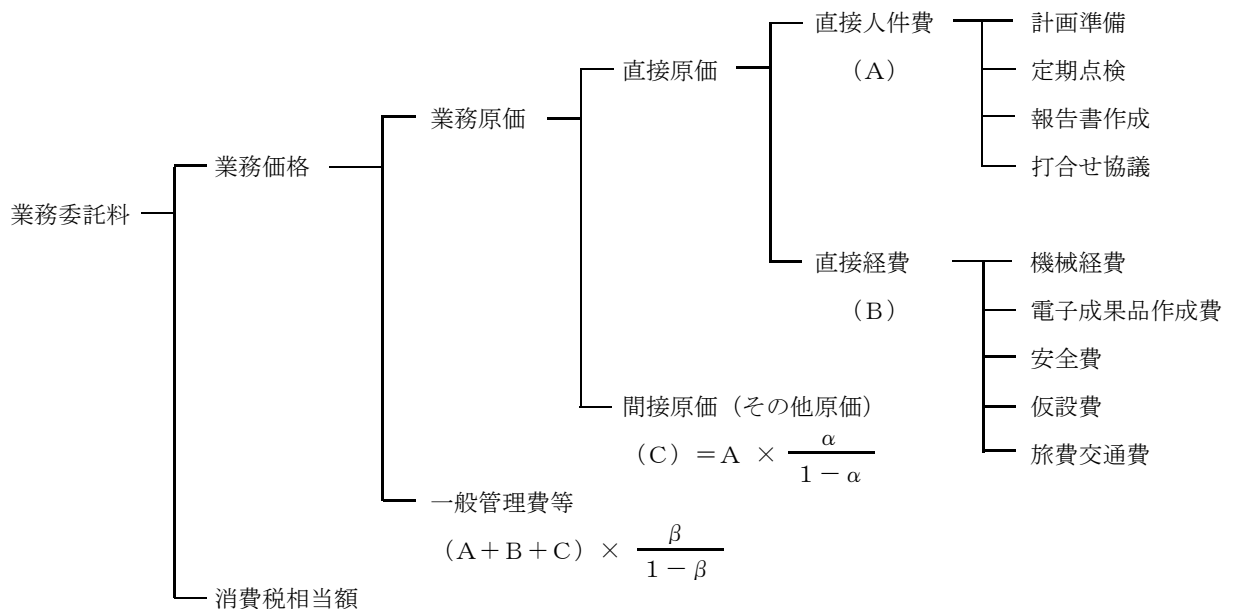 直接人件費
計画準備
(A)
定期点検
報告書作成
打合せ協議
直接原価
業務原価
業務価格
業務委託料
直接経費
機械経費
(B)
電子成果品作成費
安全費
仮設費
旅費交通費
間接原価(その他原価)
(C)=A × α
1-α
一般管理費等
(A+B+C)× β
1-β
消費税相当額